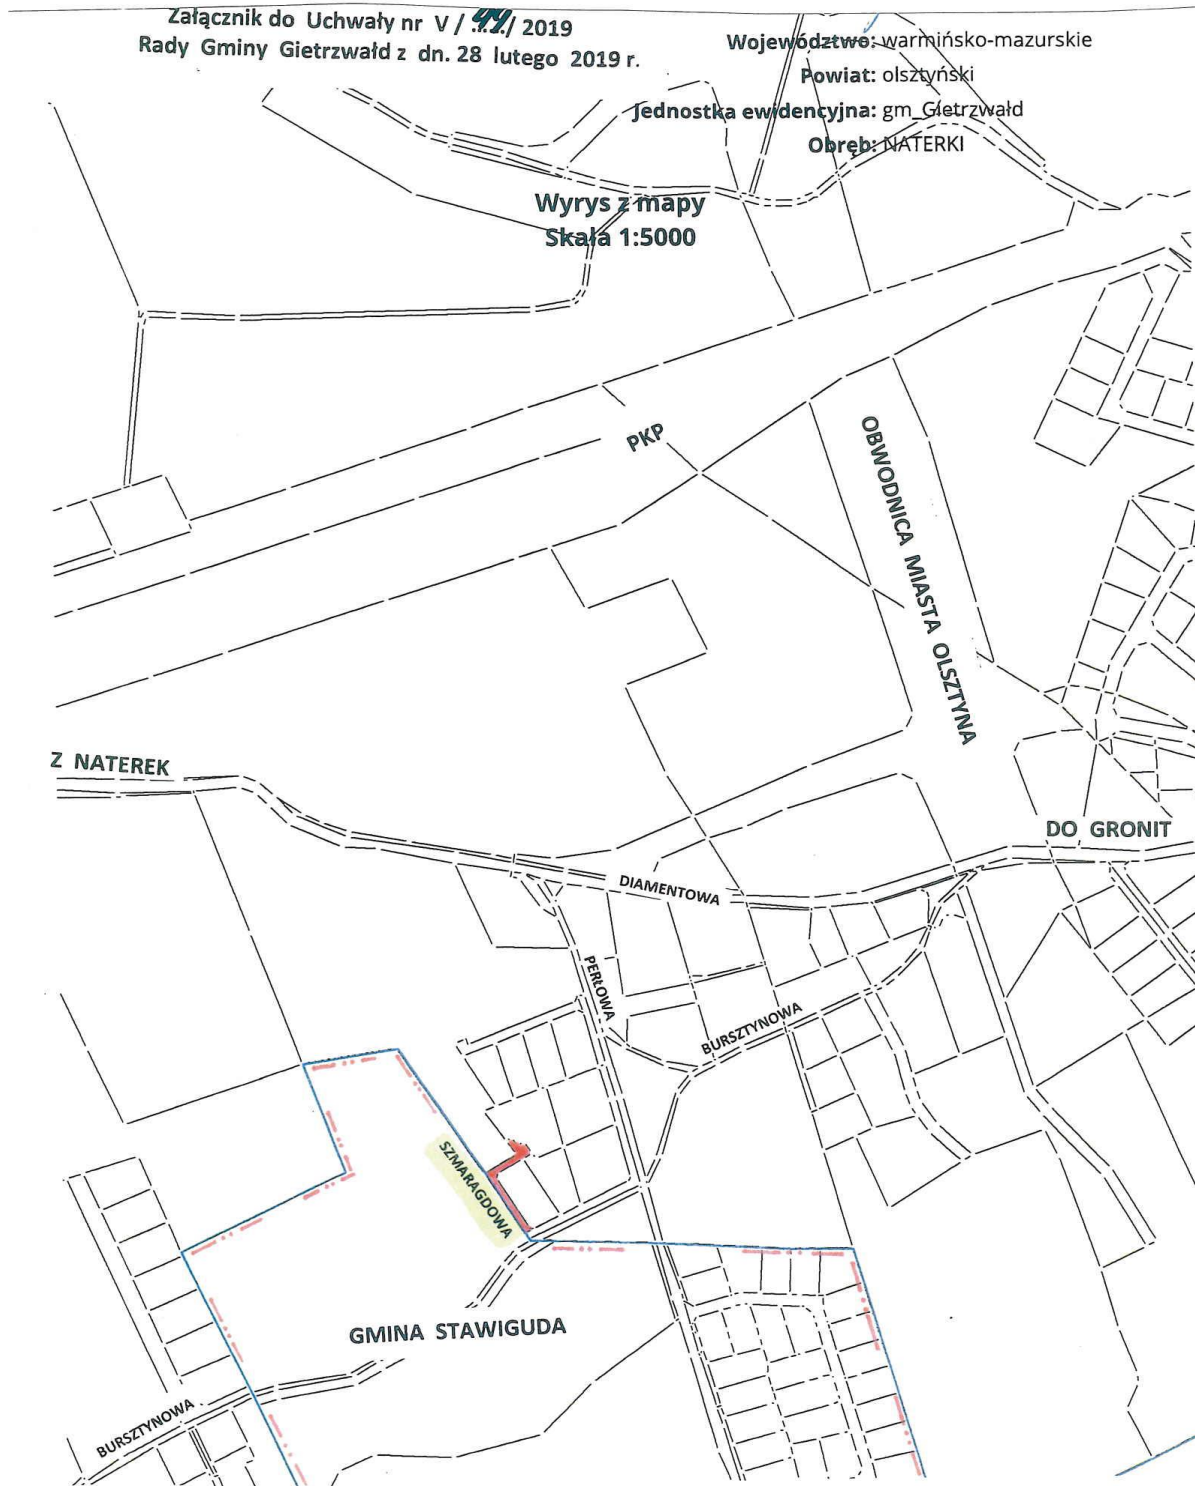 Załącznik do Uchwały nr V / 44 / 2019
Rady Gminy Gietrzwałd z dn. 28 lutego 2019 r.
Województwo: warmińsko-mazurskie
Powiat: olsztyński
Jednostka ewidencyjna: gm_Gietrzwałd
Obręb: NATERKI
Wyrys z mapy
Skala 1:5000
PKP
OBWODNICA MIASTA OLSZTYNA
Z NATEREK
DO GRONIT
DIAMENTOWA
PERŁOWA
BURSZTYNOWA
SZMARAGDOWA
GMINA STAWIGUDA
BURSZTYNOWA